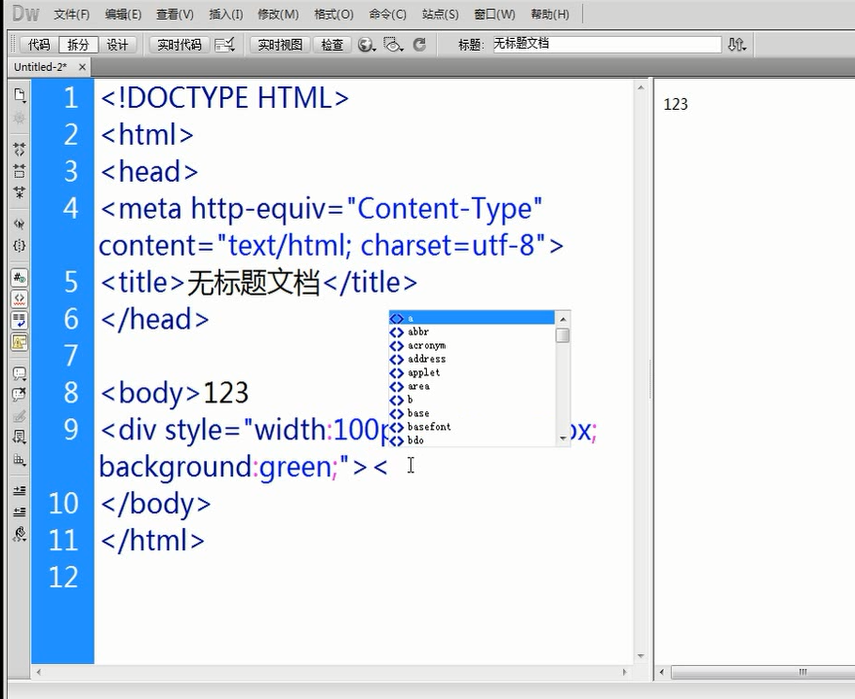 Dw 文件(F) 编辑(E) 查看(V) 插入(I) 修改(M) 格式(O) 命令(C) 站点(S) 窗口(W) 帮助(H)
代码 拆分 设计 实时代码 实时视图 检查 标题: 无标题文档
Untitled-2* ×
1 <!DOCTYPE HTML>
2 <html>
3 <head>
4 <meta http-equiv="Content-Type"
content="text/html; charset=utf-8">
5 <title>无标题文档</title>
6 </head>
7
8 <body>123
9 <div style="width:100p
px;
background:green;"><
10 </body>
11 </html>
12
a
abbr
acronym
address
applet
area
b
base
basefont
bdo
123